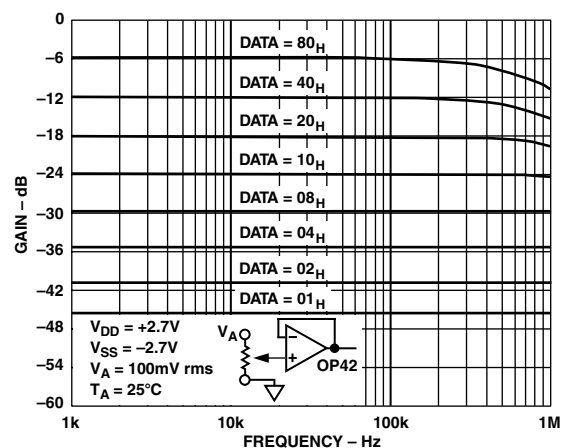 0
–6
–12
–18
–24
–30
–36
–42
–48
–54
–60
GAIN – dB
DATA = 80H
DATA = 40H
DATA = 20H
DATA = 10H
DATA = 08H
DATA = 04H
DATA = 02H
DATA = 01H
VDD = +2.7V
VSS = –2.7V
VA = 100mV rms
TA = 25°C
VA
–
+
OP42
1k
10k
100k
1M
FREQUENCY – Hz